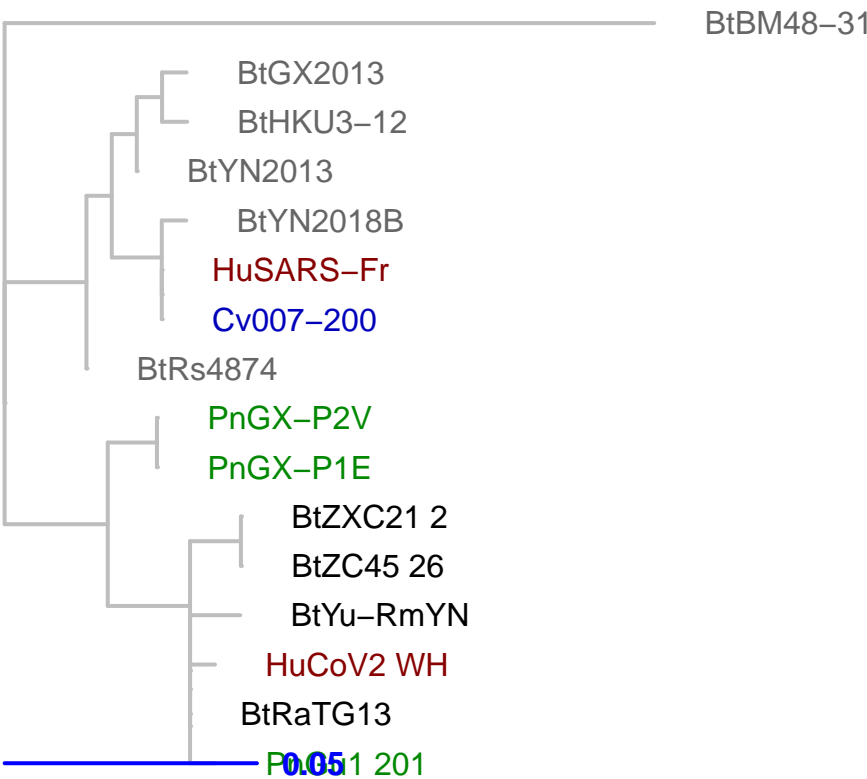 BtBM48−31
BtGX2013
BtHKU3−12
BtYN2013
BtYN2018B
HuSARS−Fr
Cv007−200
BtRs4874
PnGX−P2V
PnGX−P1E
BtZXC21 2
BtZC45 26
BtYu−RmYN
HuCoV2 WH
BtRaTG13
0.05
201